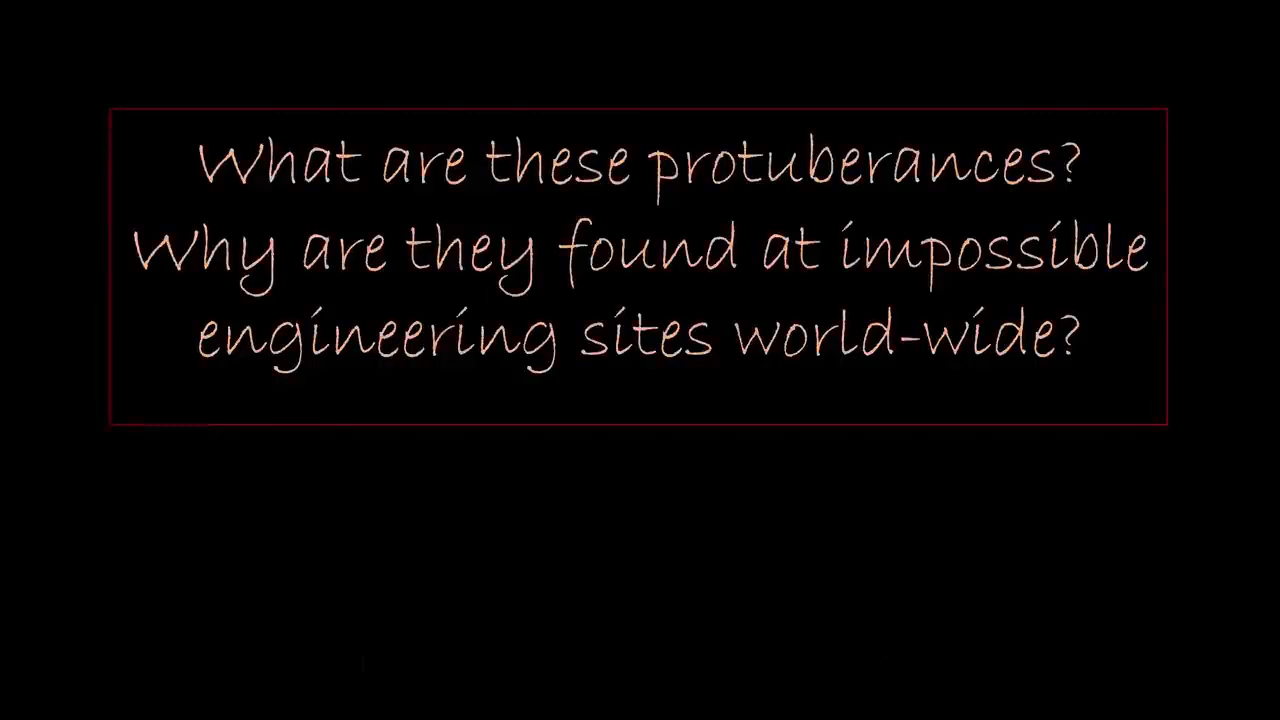 What are these protuberances?
Why are they found at impossible
engineering sites world-wide?